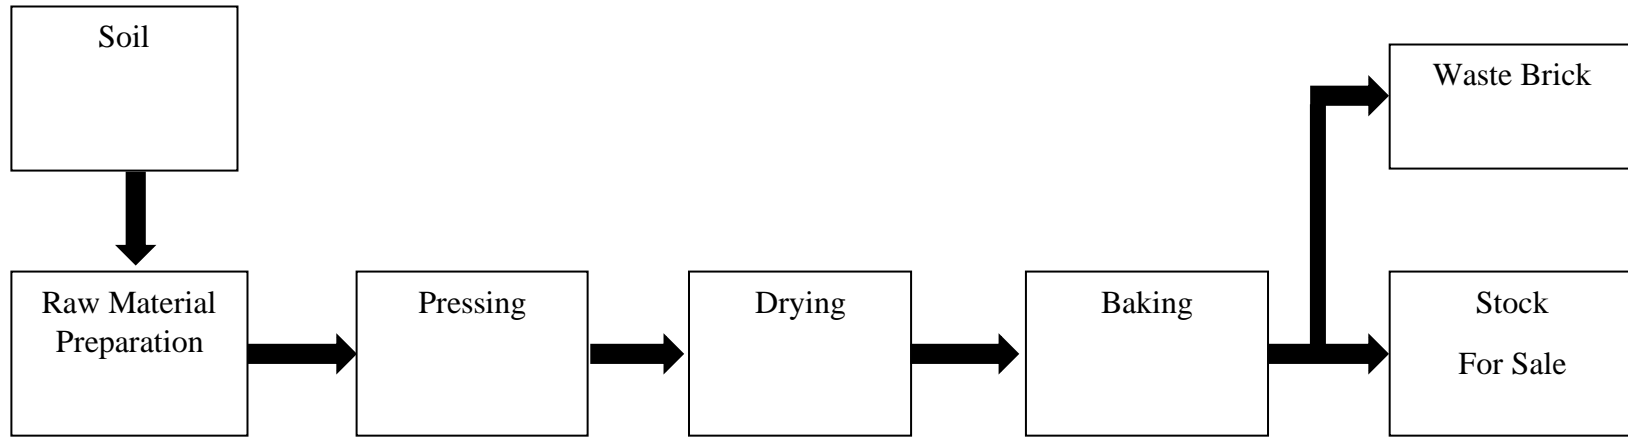 Soil
Waste Brick
Raw Material
Preparation
Pressing
Drying
Baking
Stock
For Sale